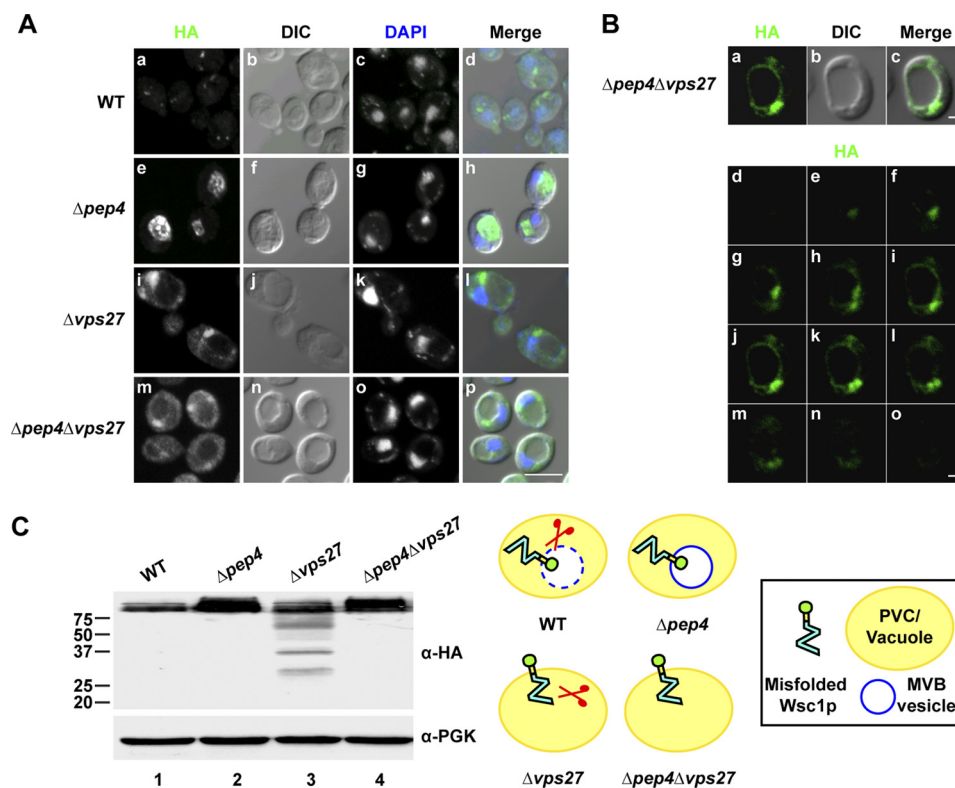 A
HA DIC DAPI Merge
WT
a b c d
Δpep4
e f g h
Δvps27
i j k l
Δpep4Δvps27
m n o p
B
HA DIC Merge
Δpep4Δvps27
a b c
HA
d e f
g h i
j k l
m n o
C
WT Δpep4 Δvps27 Δpep4Δvps27
75
50
37
25
20
α-HA
α-PGK
1 2 3 4
WT Δpep4
Δvps27 Δpep4Δvps27
PVC/
Vacuole
Misfolded
Wsc1p
MVB
vesicle